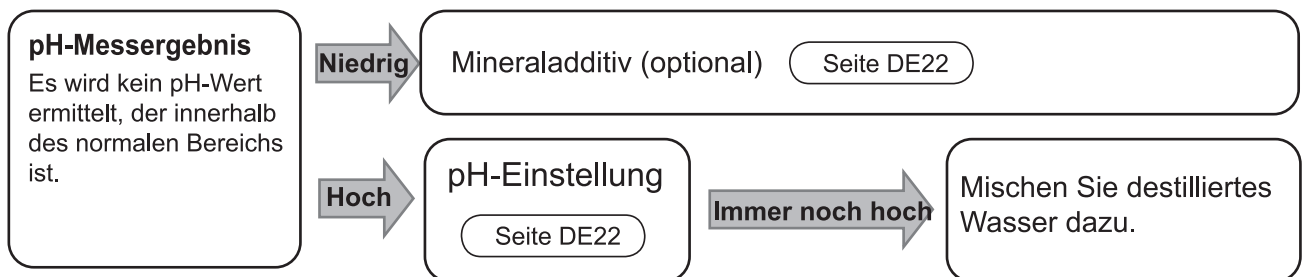 pH-Messergebnis
Es wird kein pH-Wert
ermittelt, der innerhalb
des normalen Bereichs
ist.
Niedrig
Mineraladditiv (optional)
Seite DE22
Hoch
pH-Einstellung
Seite DE22
Immer noch hoch
Mischen Sie destilliertes
Wasser dazu.